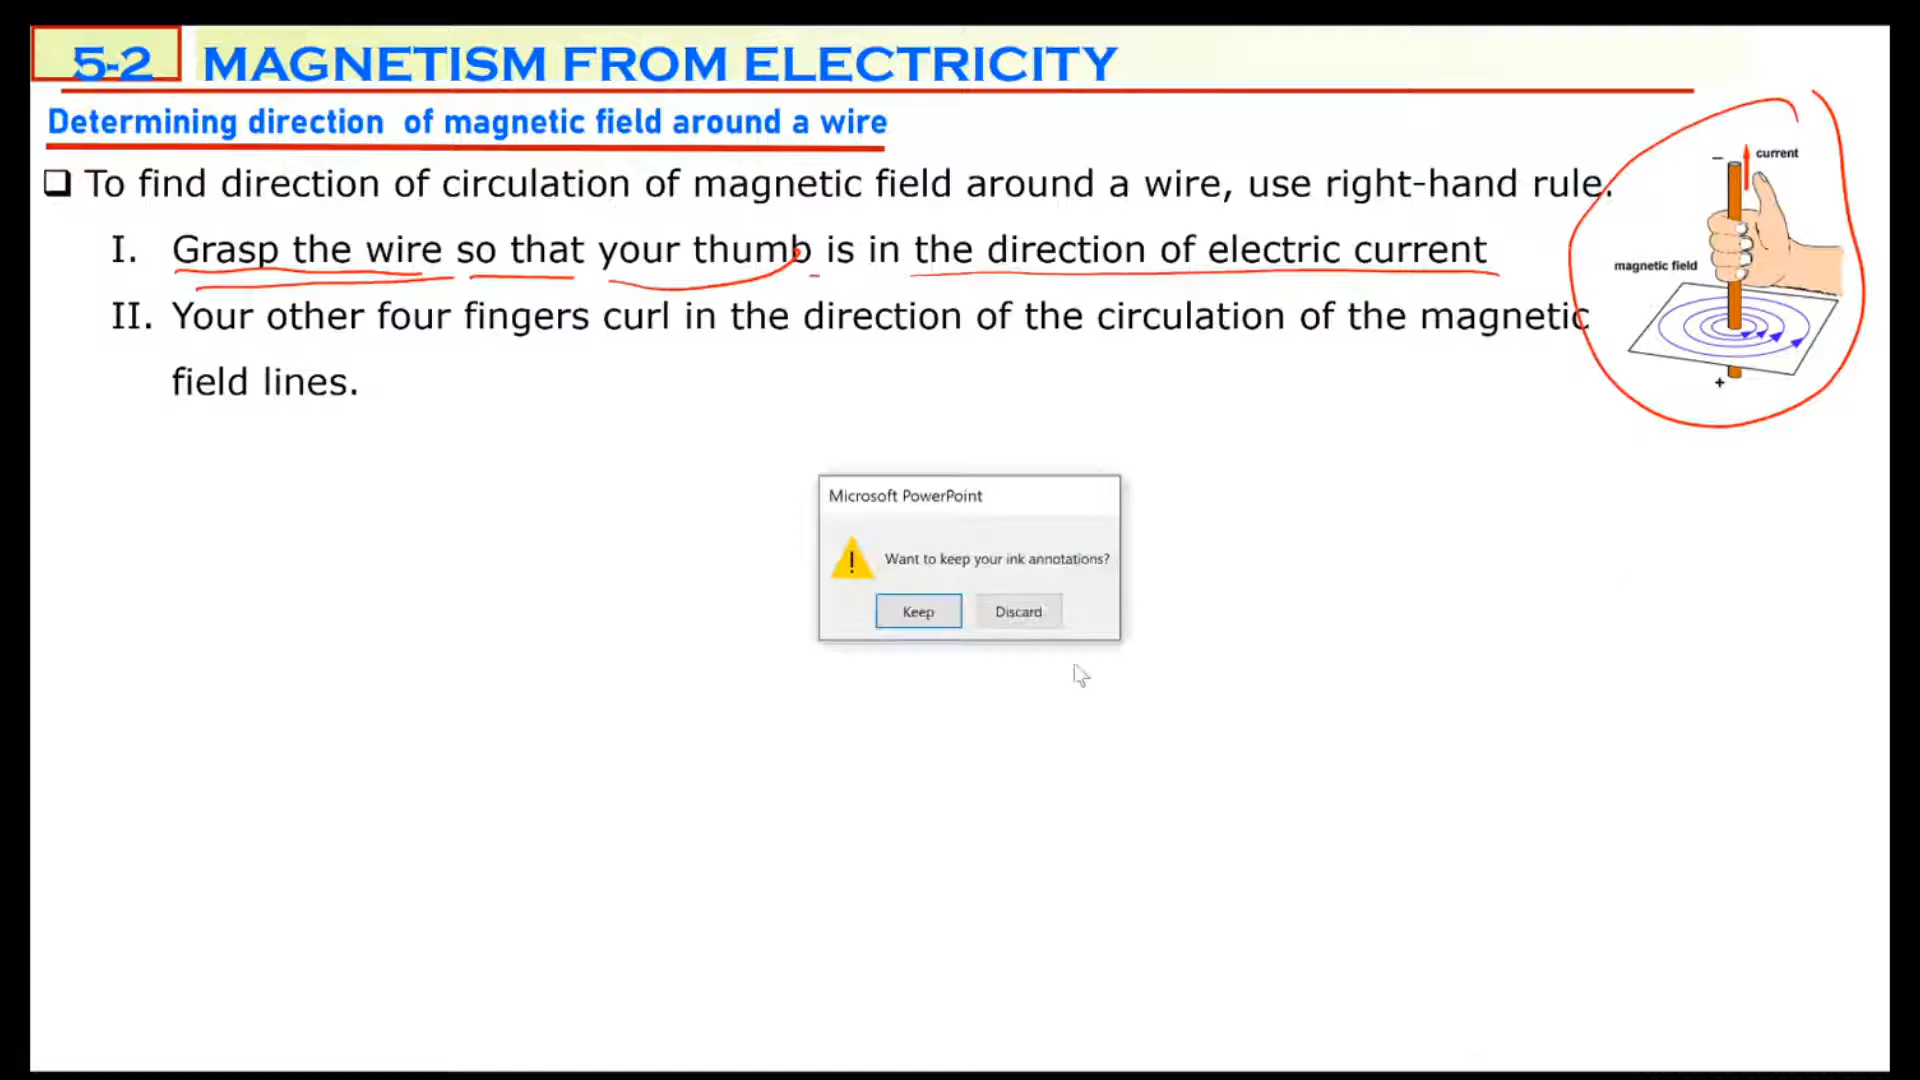 5-2 MAGNETISM FROM ELECTRICITY
Determining direction of magnetic field around a wire
❑ To find direction of circulation of magnetic field around a wire, use right-hand rule.
I. Grasp the wire so that your thumb is in the direction of electric current
II. Your other four fingers curl in the direction of the circulation of the magnetic
field lines.
− current
magnetic field
+
Microsoft PowerPoint
! Want to keep your ink annotations?
Keep Discard